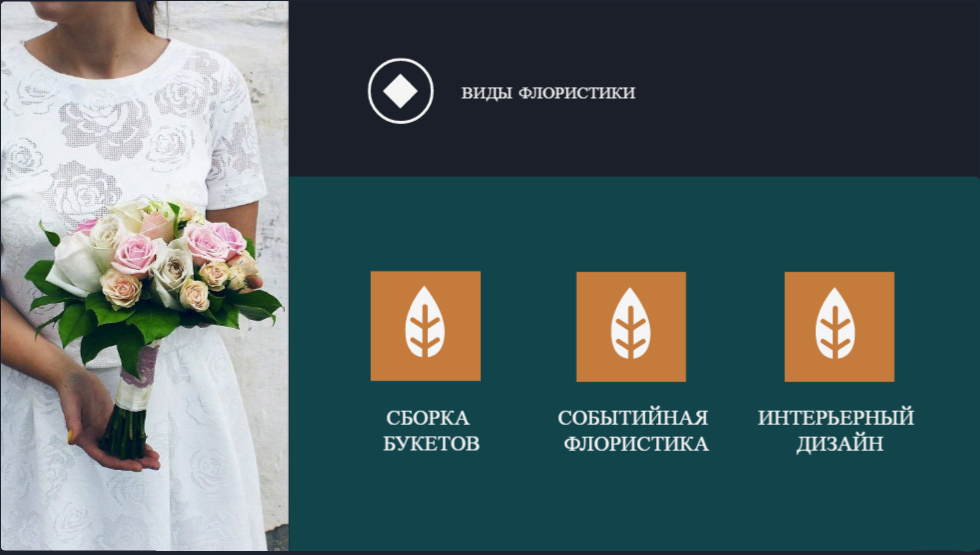 ВИДЫ ФЛОРИСТИКИ
СБОРКА
БУКЕТОВ
СОБЫТИЙНАЯ
ФЛОРИСТИКА
ИНТЕРЬЕРНЫЙ
ДИЗАЙН